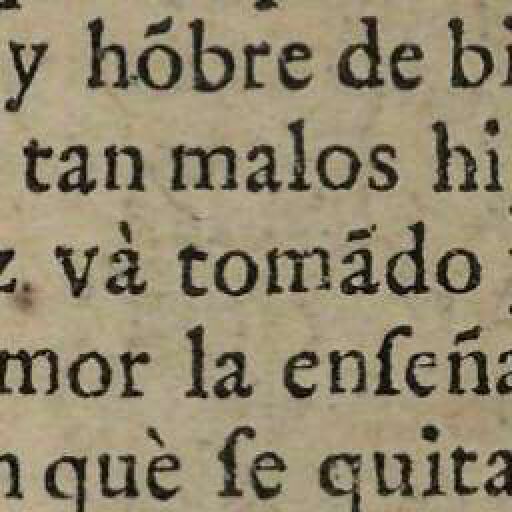 y hõbre de bi
tan malos hi
z và tomãdo
mor la enſeña
n què ſe quita